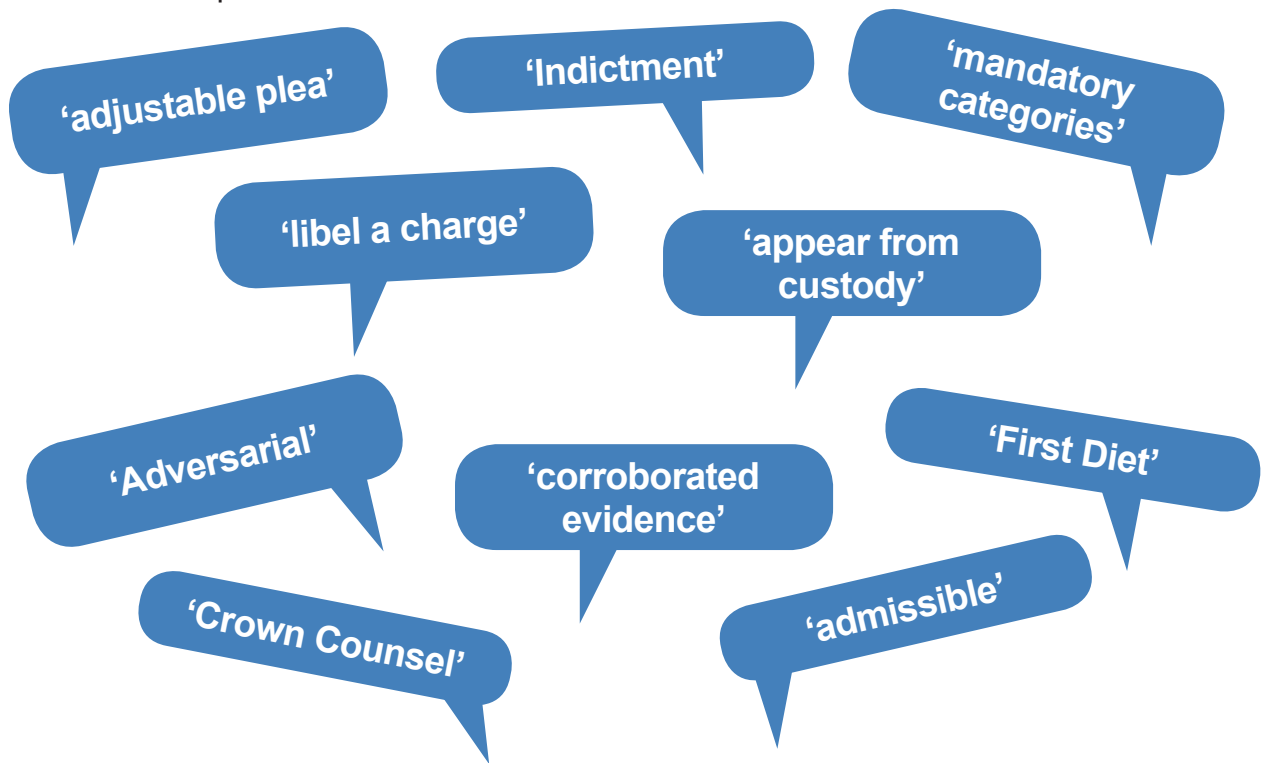 ‘adjustable plea’
‘Indictment’
‘mandatory
categories’
‘libel a charge’
‘appear from
custody’
‘Adversarial’
‘corroborated
evidence’
‘First Diet’
‘Crown Counsel’
‘admissible’